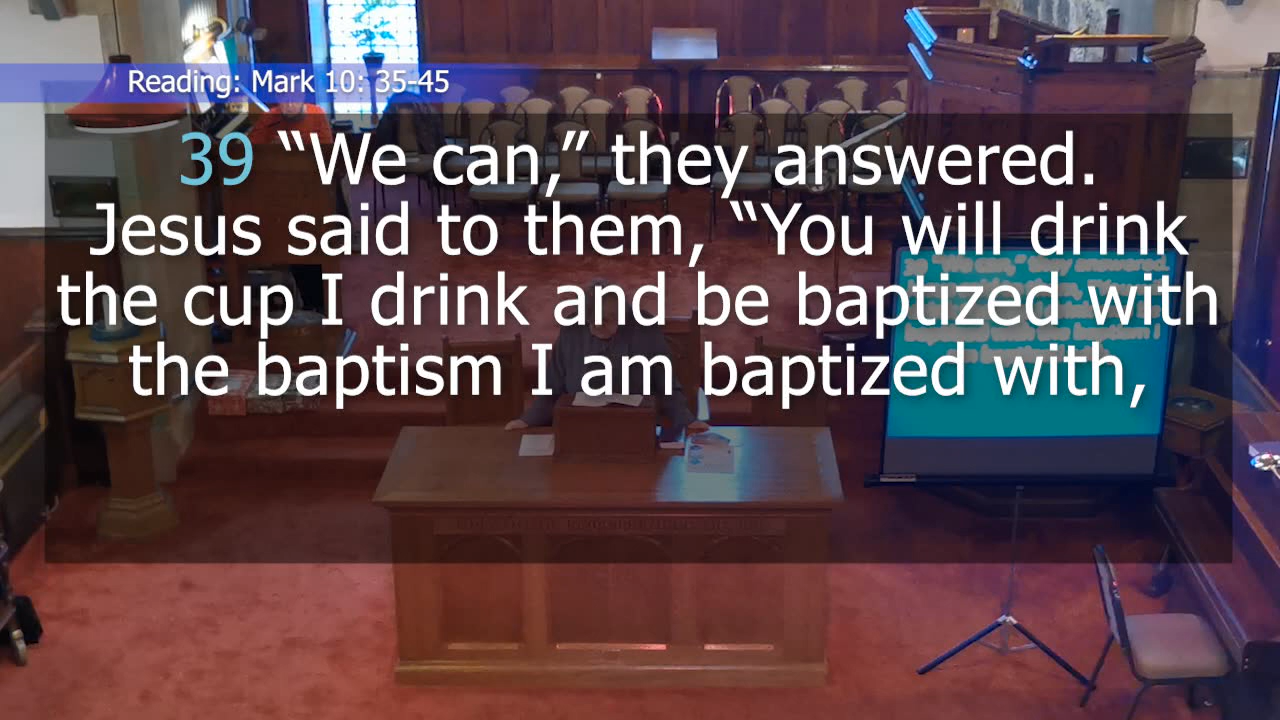 Reading: Mark 10: 35-45
39 “We can,” they answered.
Jesus said to them, “You will drink
the cup I drink and be baptized with
the baptism I am baptized with,